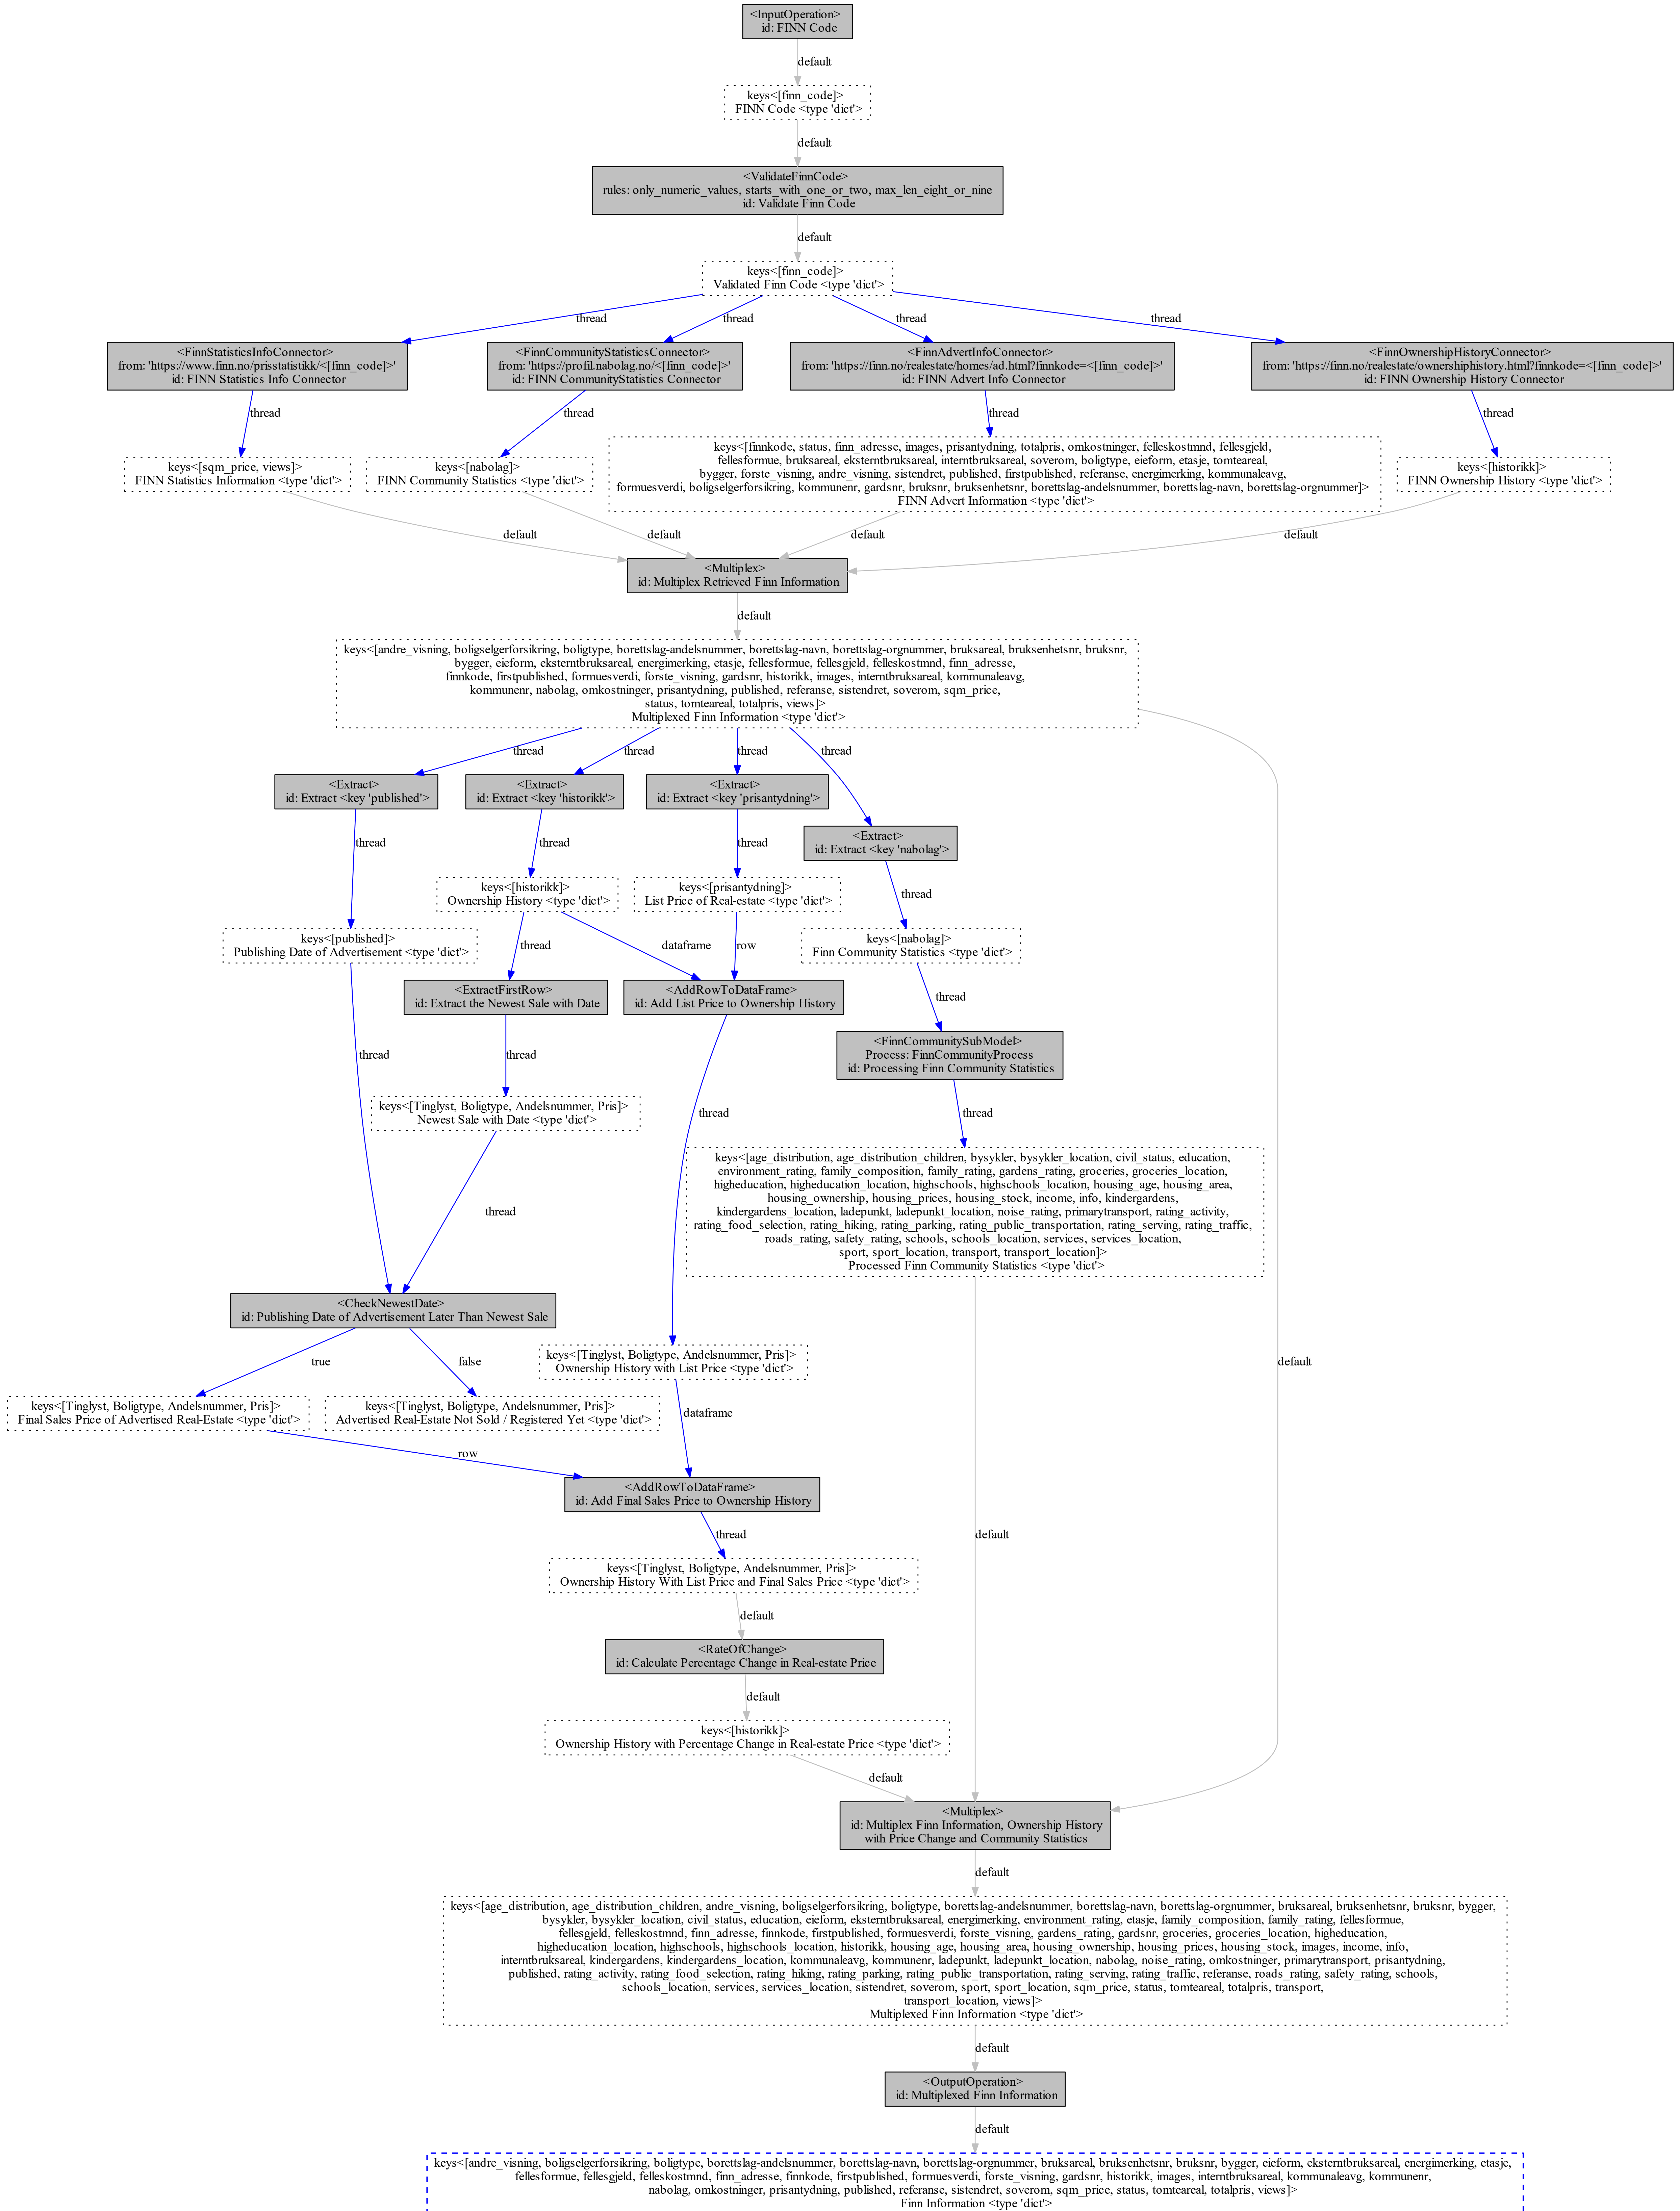 <InputOperation>
id: FINN Code
default
keys<[finn_code]>
FINN Code <type 'dict'>
default
<ValidateFinnCode>
rules: only_numeric_values, starts_with_one_or_two, max_len_eight_or_nine
id: Validate Finn Code
default
keys<[finn_code]>
Validated Finn Code <type 'dict'>
thread
thread
thread
thread
<FinnStatisticsInfoConnector>
from: 'https://www.finn.no/prisstatistikk/<[finn_code]>'
id: FINN Statistics Info Connector
<FinnCommunityStatisticsConnector>
from: 'https://profil.nabolag.no/<[finn_code]>'
id: FINN CommunityStatistics Connector
<FinnAdvertInfoConnector>
from: 'https://finn.no/realestate/homes/ad.html?finnkode=<[finn_code]>'
id: FINN Advert Info Connector
<FinnOwnershipHistoryConnector>
from: 'https://finn.no/realestate/ownershiphistory.html?finnkode=<[finn_code]>'
id: FINN Ownership History Connector
thread
thread
thread
thread
keys<[sqm_price, views]>
FINN Statistics Information <type 'dict'>
keys<[nabolag]>
FINN Community Statistics <type 'dict'>
keys<[finnkode, status, finn_adresse, images, prisantydning, totalpris, omkostninger, felleskostmnd, fellesgjeld,
fellesformue, bruksareal, eksterntbruksareal, interntbruksareal, soverom, boligtype, eieform, etasje, tomteareal,
bygger, forste_visning, andre_visning, sistendret, published, firstpublished, referanse, energimerking, kommunaleavg,
formuesverdi, boligselgerforsikring, kommunenr, gardsnr, bruksnr, bruksenhetsnr, borettslag-andelsnummer, borettslag-navn, borettslag-orgnummer]>
FINN Advert Information <type 'dict'>
keys<[historikk]>
FINN Ownership History <type 'dict'>
default
default
default
default
<Multiplex>
id: Multiplex Retrieved Finn Information
default
keys<[andre_visning, boligselgerforsikring, boligtype, borettslag-andelsnummer, borettslag-navn, borettslag-orgnummer, bruksareal, bruksenhetsnr, bruksnr,
bygger, eieform, eksterntbruksareal, energimerking, etasje, fellesformue, fellesgjeld, felleskostmnd, finn_adresse,
finnkode, firstpublished, formuesverdi, forste_visning, gardsnr, historikk, images, interntbruksareal, kommunaleavg,
kommunenr, nabolag, omkostninger, prisantydning, published, referanse, sistendret, soverom, sqm_price,
status, tomteareal, totalpris, views]>
Multiplexed Finn Information <type 'dict'>
thread
thread
thread
thread
<Extract>
id: Extract <key 'published'>
<Extract>
id: Extract <key 'historikk'>
<Extract>
id: Extract <key 'prisantydning'>
<Extract>
id: Extract <key 'nabolag'>
thread
thread
thread
thread
keys<[historikk]>
Ownership History <type 'dict'>
keys<[prisantydning]>
List Price of Real-estate <type 'dict'>
keys<[published]>
Publishing Date of Advertisement <type 'dict'>
keys<[nabolag]>
Finn Community Statistics <type 'dict'>
thread
dataframe
row
thread
<ExtractFirstRow>
id: Extract the Newest Sale with Date
<AddRowToDataFrame>
id: Add List Price to Ownership History
<FinnCommunitySubModel>
Process: FinnCommunityProcess
id: Processing Finn Community Statistics
thread
thread
thread
thread
keys<[Tinglyst, Boligtype, Andelsnummer, Pris]>
Newest Sale with Date <type 'dict'>
keys<[age_distribution, age_distribution_children, bysykler, bysykler_location, civil_status, education,
environment_rating, family_composition, family_rating, gardens_rating, groceries, groceries_location,
higheducation, higheducation_location, highschools, highschools_location, housing_age, housing_area,
housing_ownership, housing_prices, housing_stock, income, info, kindergardens,
kindergardens_location, ladepunkt, ladepunkt_location, noise_rating, primarytransport, rating_activity,
rating_food_selection, rating_hiking, rating_parking, rating_public_transportation, rating_serving, rating_traffic,
roads_rating, safety_rating, schools, schools_location, services, services_location,
sport, sport_location, transport, transport_location]>
Processed Finn Community Statistics <type 'dict'>
thread
<CheckNewestDate>
id: Publishing Date of Advertisement Later Than Newest Sale
true
false
keys<[Tinglyst, Boligtype, Andelsnummer, Pris]>
Ownership History with List Price <type 'dict'>
default
keys<[Tinglyst, Boligtype, Andelsnummer, Pris]>
Final Sales Price of Advertised Real-Estate <type 'dict'>
keys<[Tinglyst, Boligtype, Andelsnummer, Pris]>
Advertised Real-Estate Not Sold / Registered Yet <type 'dict'>
dataframe
row
<AddRowToDataFrame>
id: Add Final Sales Price to Ownership History
thread
default
keys<[Tinglyst, Boligtype, Andelsnummer, Pris]>
Ownership History With List Price and Final Sales Price <type 'dict'>
default
<RateOfChange>
id: Calculate Percentage Change in Real-estate Price
default
keys<[historikk]>
Ownership History with Percentage Change in Real-estate Price <type 'dict'>
default
<Multiplex>
id: Multiplex Finn Information, Ownership History
with Price Change and Community Statistics
default
keys<[age_distribution, age_distribution_children, andre_visning, boligselgerforsikring, boligtype, borettslag-andelsnummer, borettslag-navn, borettslag-orgnummer, bruksareal, bruksenhetsnr, bruksnr, bygger,
bysykler, bysykler_location, civil_status, education, eieform, eksterntbruksareal, energimerking, environment_rating, etasje, family_composition, family_rating, fellesformue,
fellesgjeld, felleskostmnd, finn_adresse, finnkode, firstpublished, formuesverdi, forste_visning, gardens_rating, gardsnr, groceries, groceries_location, higheducation,
higheducation_location, highschools, highschools_location, historikk, housing_age, housing_area, housing_ownership, housing_prices, housing_stock, images, income, info,
interntbruksareal, kindergardens, kindergardens_location, kommunaleavg, kommunenr, ladepunkt, ladepunkt_location, nabolag, noise_rating, omkostninger, primarytransport, prisantydning,
published, rating_activity, rating_food_selection, rating_hiking, rating_parking, rating_public_transportation, rating_serving, rating_traffic, referanse, roads_rating, safety_rating, schools,
schools_location, services, services_location, sistendret, soverom, sport, sport_location, sqm_price, status, tomteareal, totalpris, transport,
transport_location, views]>
Multiplexed Finn Information <type 'dict'>
default
<OutputOperation>
id: Multiplexed Finn Information
default
keys<[andre_visning, boligselgerforsikring, boligtype, borettslag-andelsnummer, borettslag-navn, borettslag-orgnummer, bruksareal, bruksenhetsnr, bruksnr, bygger, eieform, eksterntbruksareal, energimerking, etasje,
fellesformue, fellesgjeld, felleskostmnd, finn_adresse, finnkode, firstpublished, formuesverdi, forste_visning, gardsnr, historikk, images, interntbruksareal, kommunaleavg, kommunenr,
nabolag, omkostninger, prisantydning, published, referanse, sistendret, soverom, sqm_price, status, tomteareal, totalpris, views]>
Finn Information <type 'dict'>